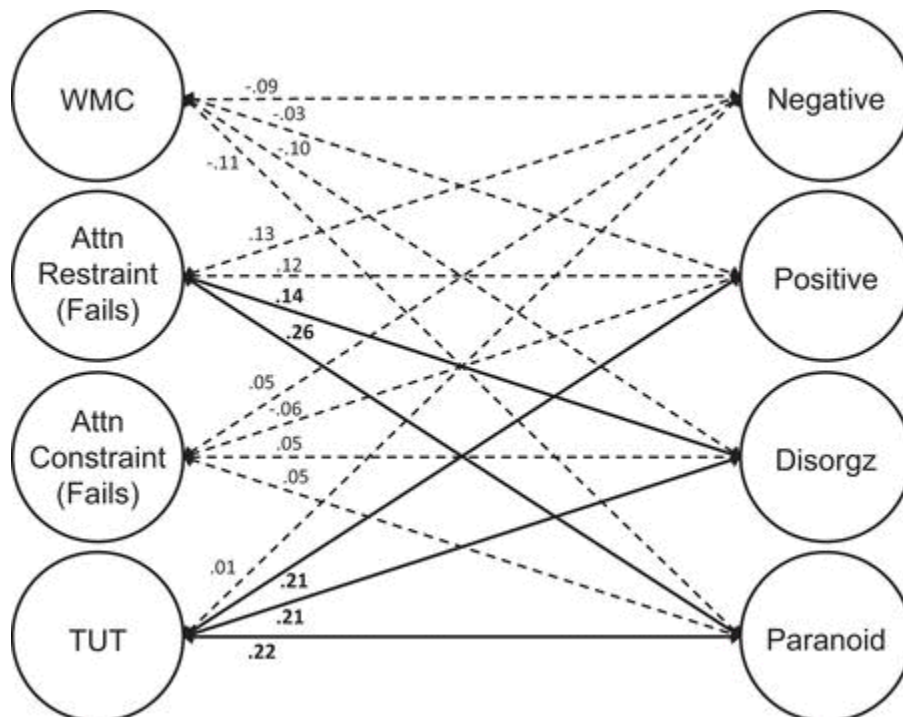 WMC
-.09
-.03
-.10
-.11
Negative
Attn
Restraint
(Fails)
.13
.12
.14
.26
Positive
Attn
Constraint
(Fails)
.05
-.06
.05
.05
Disorgz
TUT
.01
.21
.21
.22
Paranoid